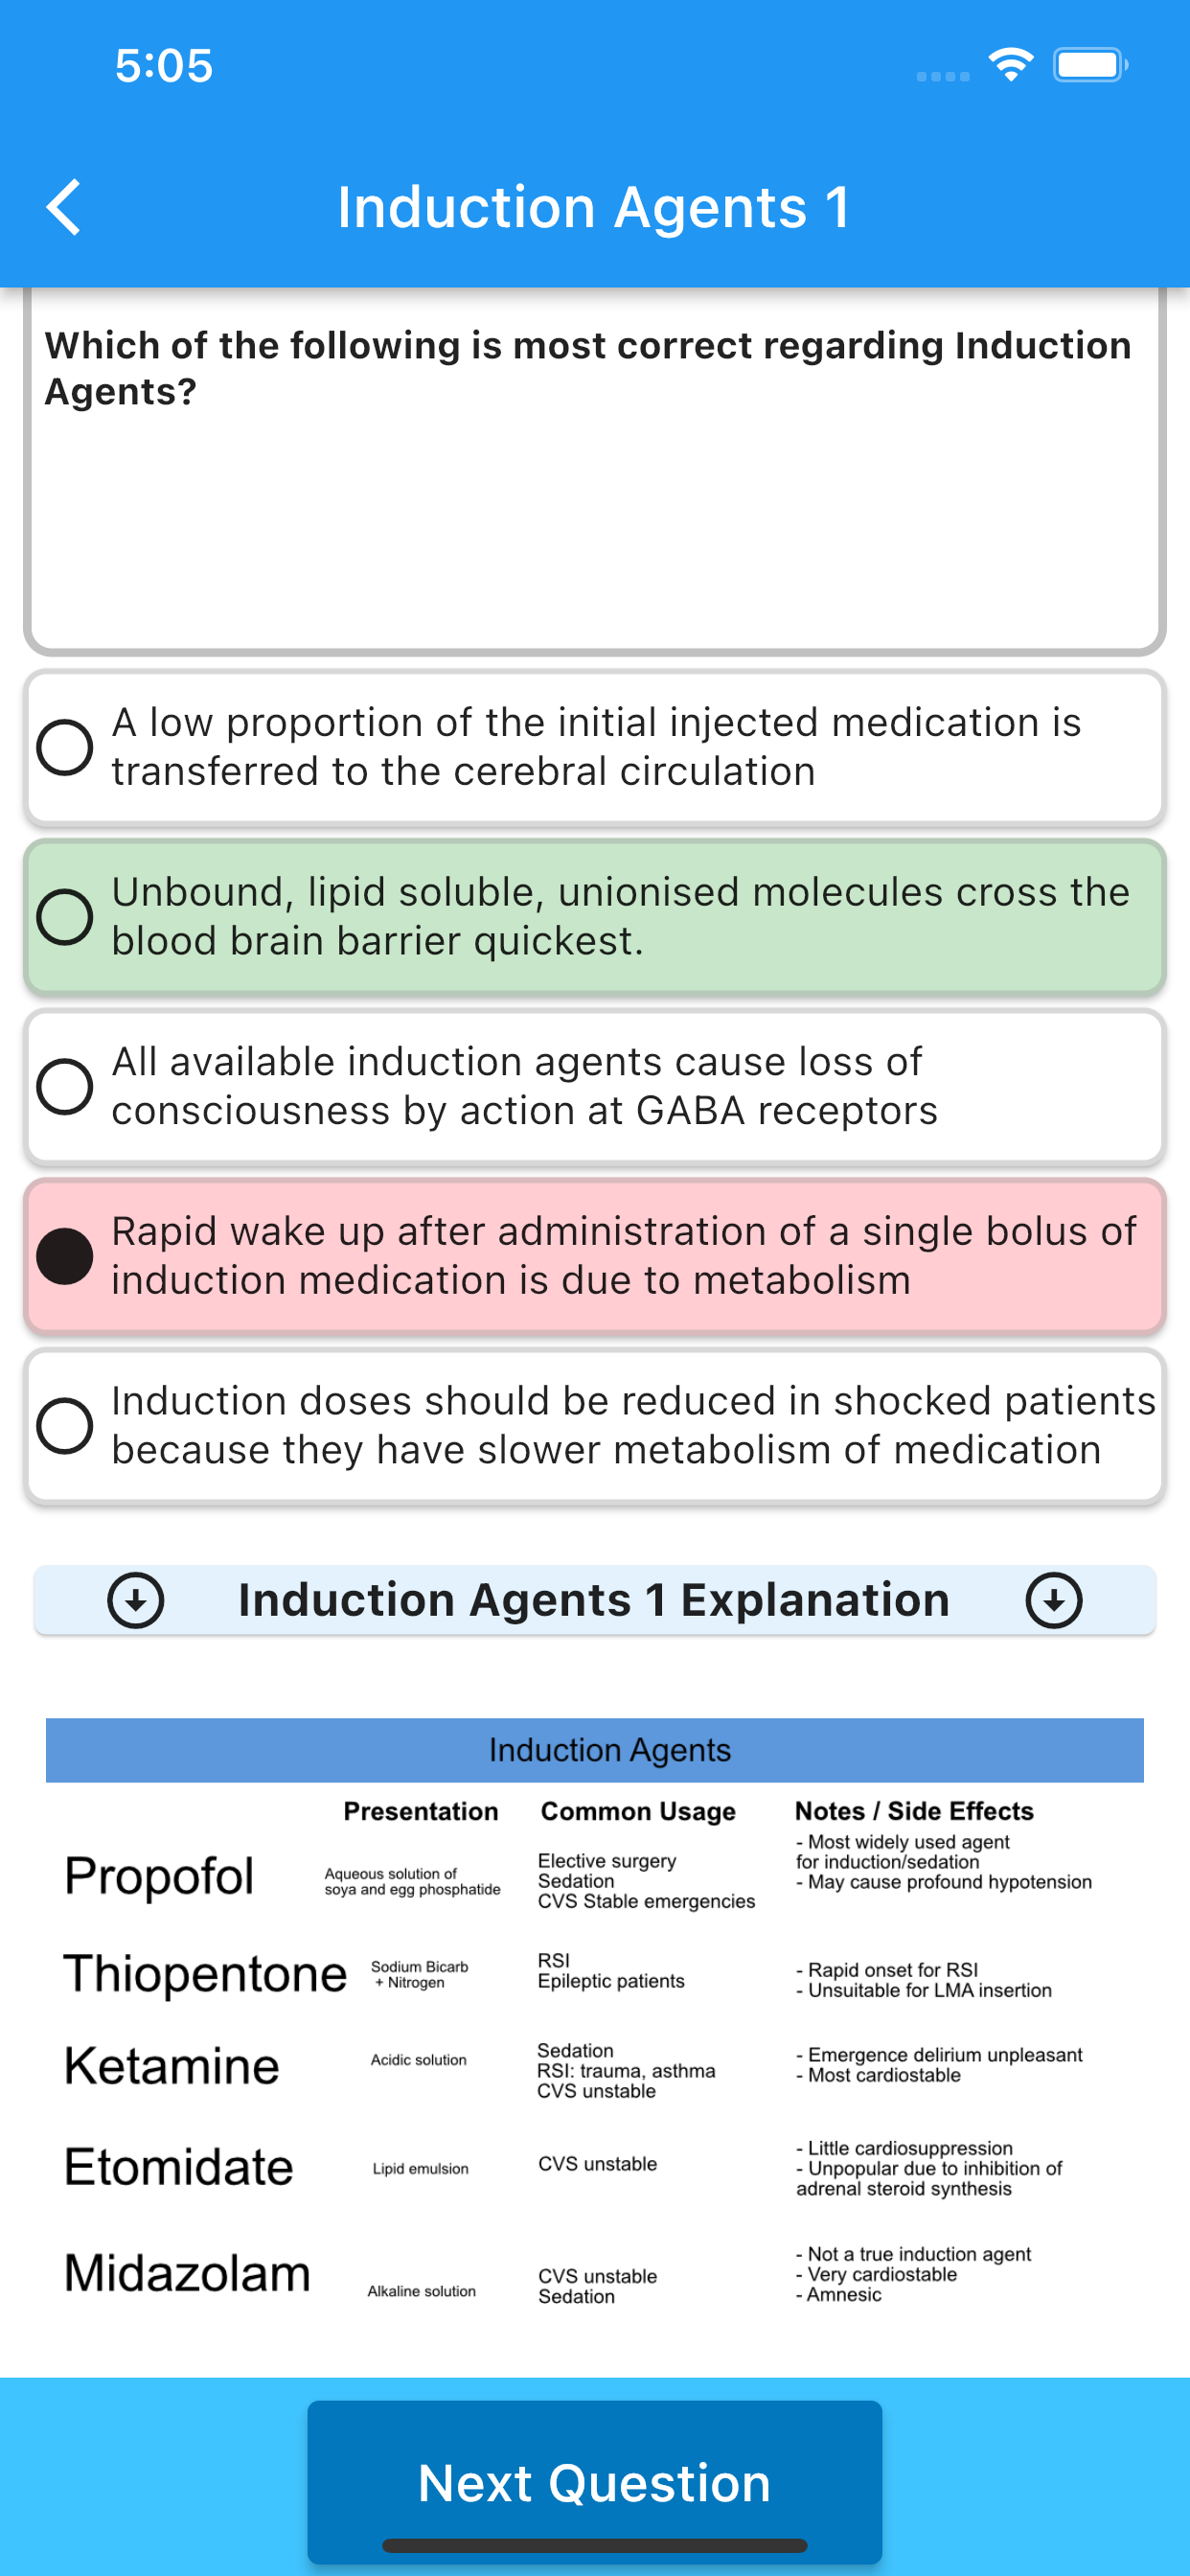 5:05
Induction Agents 1
Which of the following is most correct regarding Induction
Agents?
A low proportion of the initial injected medication is
transferred to the cerebral circulation
Unbound, lipid soluble, unionised molecules cross the
blood brain barrier quickest.
All available induction agents cause loss of
consciousness by action at GABA receptors
Rapid wake up after administration of a single bolus of
induction medication is due to metabolism
Induction doses should be reduced in shocked patients
because they have slower metabolism of medication
Induction Agents 1 Explanation
Induction Agents
Presentation Common Usage Notes / Side Effects
Propofol
Aqueous solution of
soya and egg phosphatide
Elective surgery
Sedation
CVS Stable emergencies
- Most widely used agent
for induction/sedation
- May cause profound hypotension
Thiopentone
Sodium Bicarb
+ Nitrogen
RSI
Epileptic patients
- Rapid onset for RSI
- Unsuitable for LMA insertion
Ketamine
Acidic solution
Sedation
RSI: trauma, asthma
CVS unstable
- Emergence delirium unpleasant
- Most cardiostable
Etomidate
Lipid emulsion
CVS unstable
- Little cardiosuppression
- Unpopular due to inhibition of
adrenal steroid synthesis
Midazolam
Alkaline solution
CVS unstable
Sedation
- Not a true induction agent
- Very cardiostable
- Amnesic
Next Question